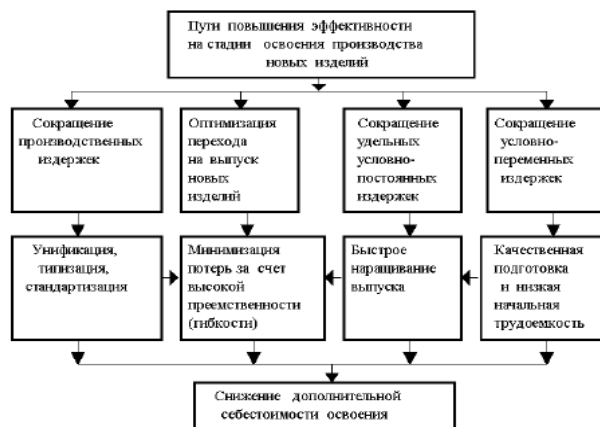 Пути повышения эффективности
на стадии освоения производства
новых изделий
Сокращение
производственных
издержек
Оптимизация
перехода
на выпуск
новых
изделий
Сокращение
удельных
условно-
постоянных
издержек
Сокращение
условно-
переменных
издержек
Унификация,
типизация,
стандартизация
Минимизация
потерь за счет
высокой
преемственности
(гибкости)
Быстрое
наращивание
выпуска
Качественная
подготовка
и низкая
начальная
трудоемкость
Снижение дополнительной
себестоимости освоения